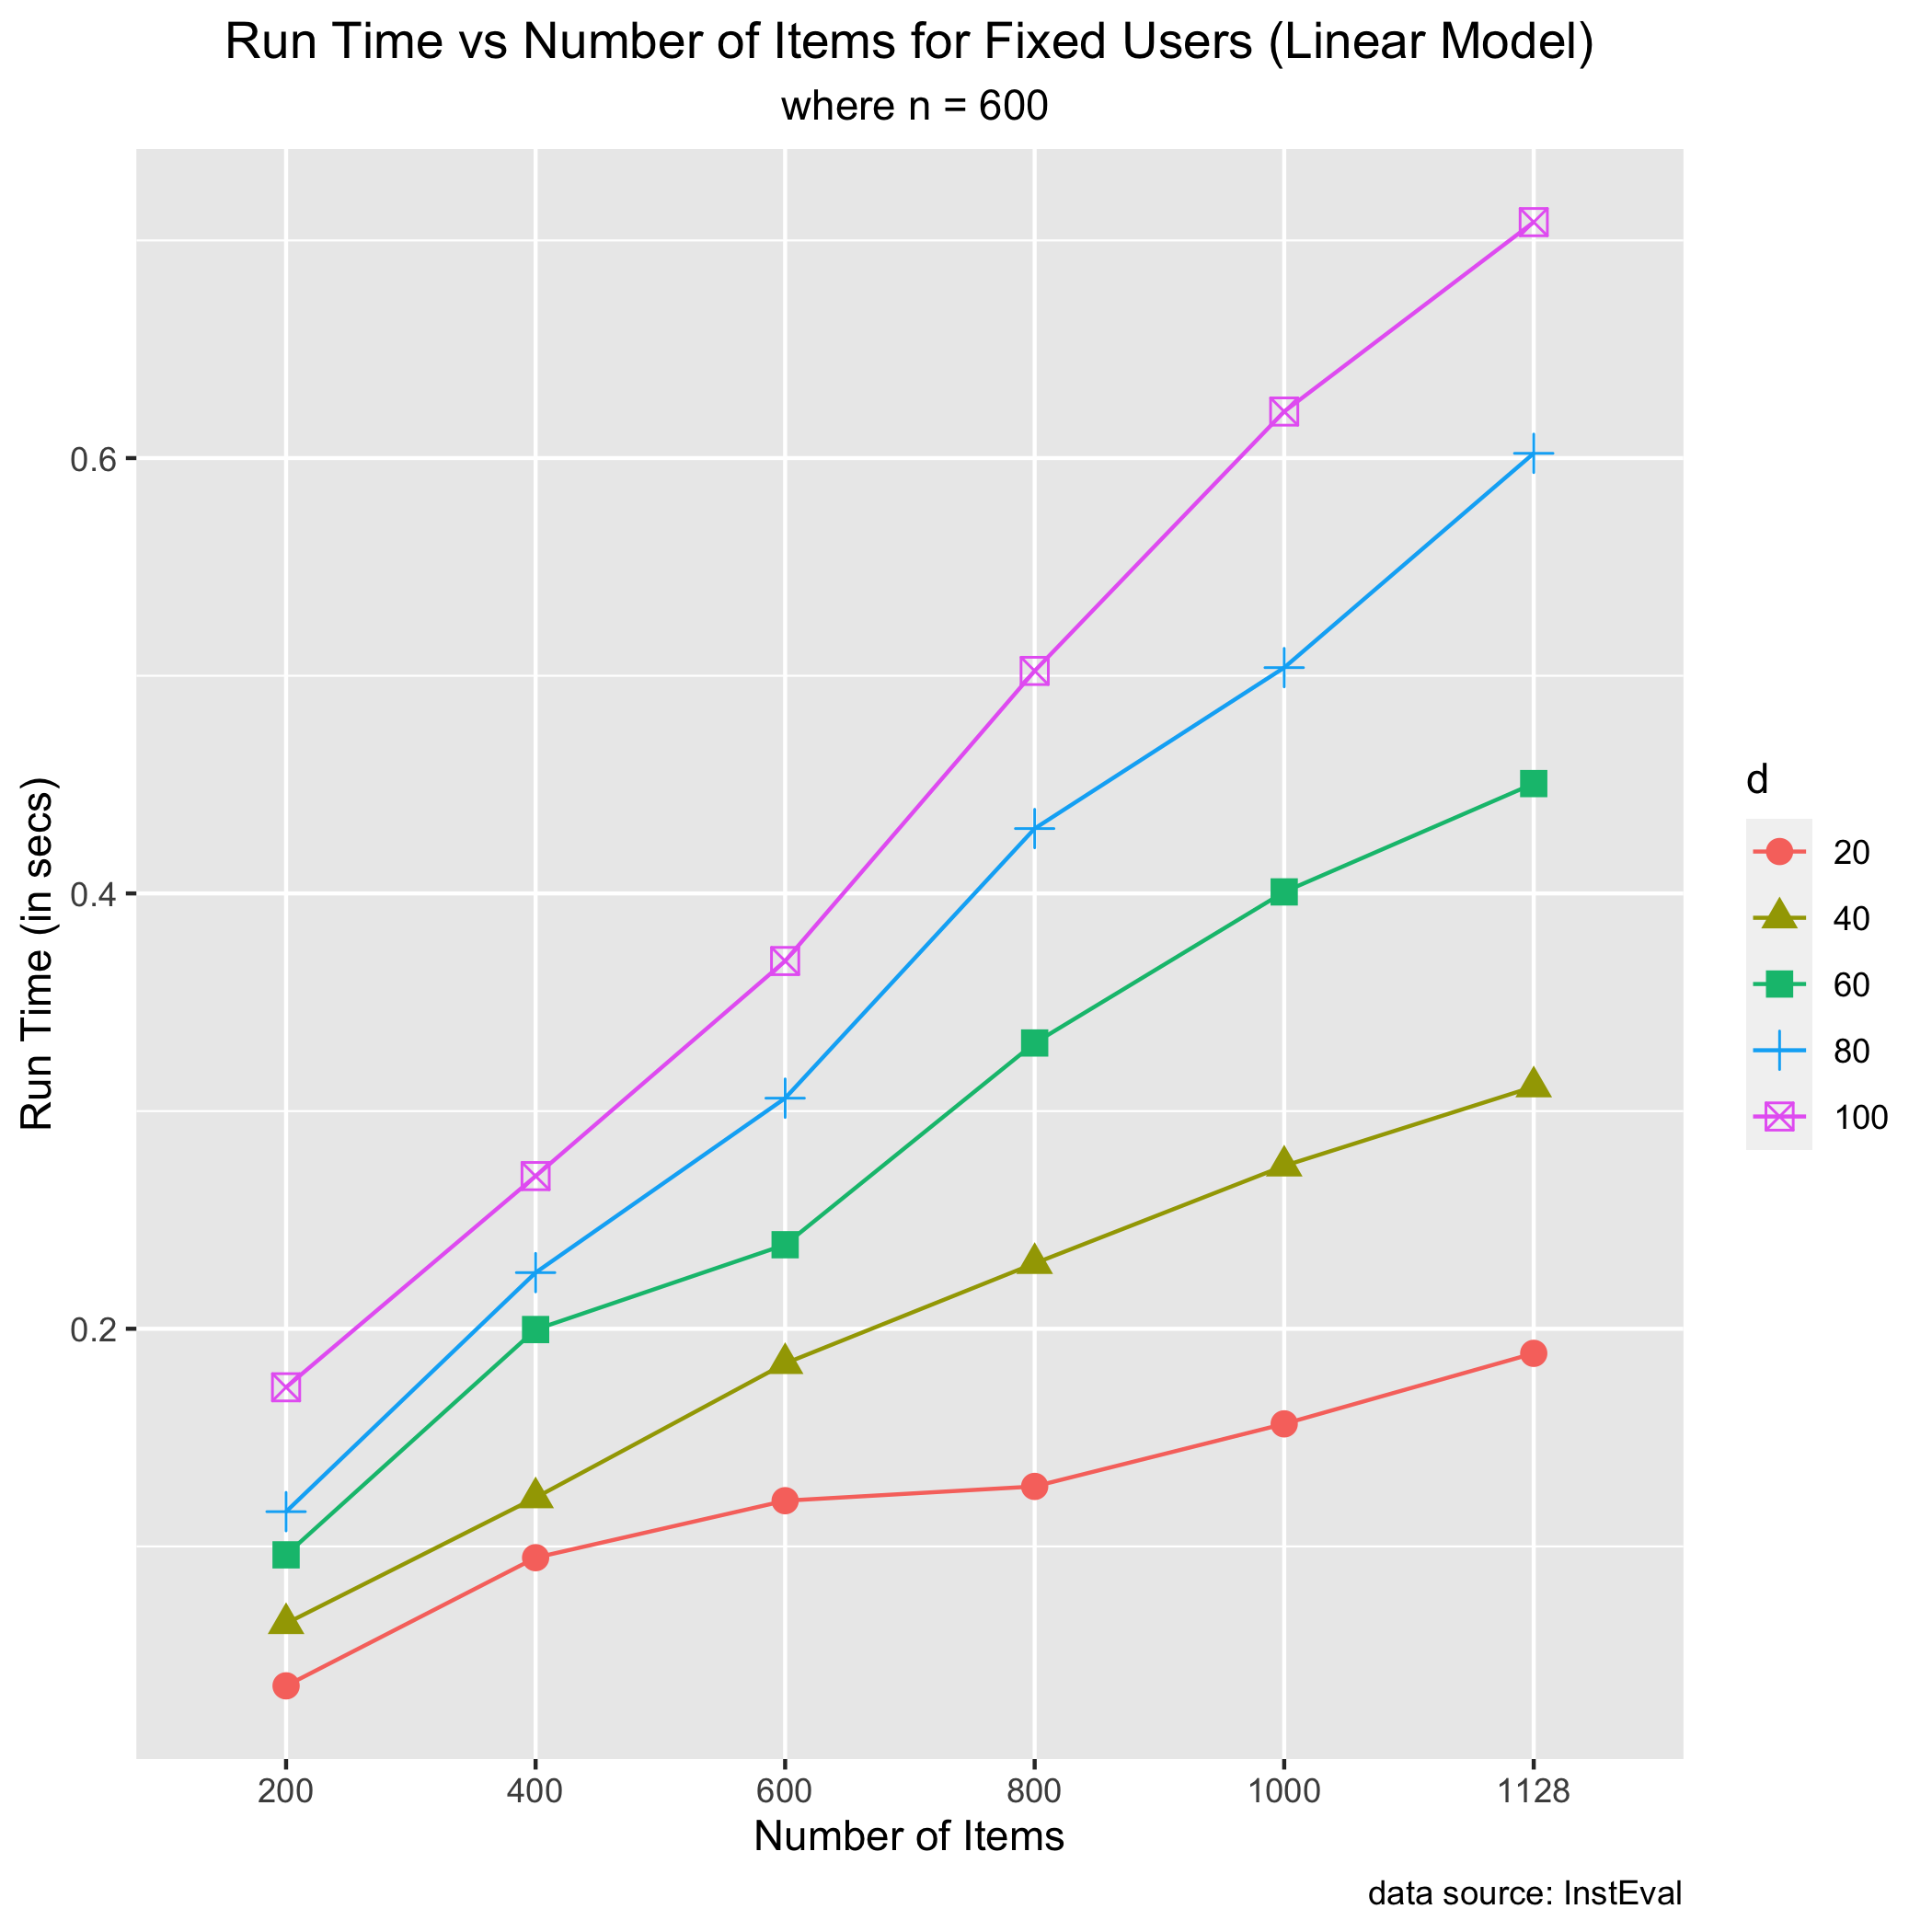 Run Time vs Number of Items for Fixed Users (Linear Model)
where n = 600
Run Time (in secs)
0.6
0.4
0.2
200 400 600 800 1000 1128
Number of Items
d
20
40
60
80
100
data source: InstEval